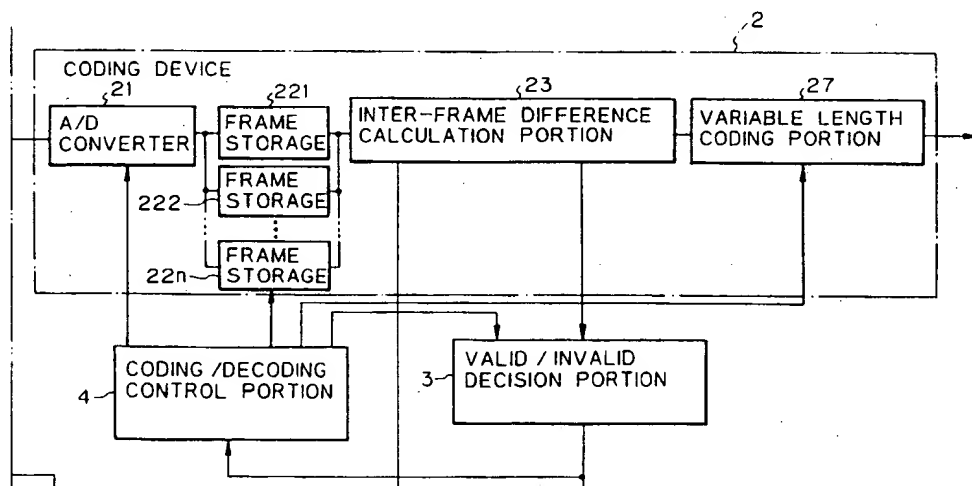 2
CODING DEVICE
21
221
23
27
A/D
CONVERTER
FRAME
STORAGE
INTER-FRAME DIFFERENCE
CALCULATION PORTION
VARIABLE LENGTH
CODING PORTION
222
FRAME
STORAGE
22n
FRAME
STORAGE
4
CODING/DECODING
CONTROL PORTION
3
VALID/INVALID
DECISION PORTION